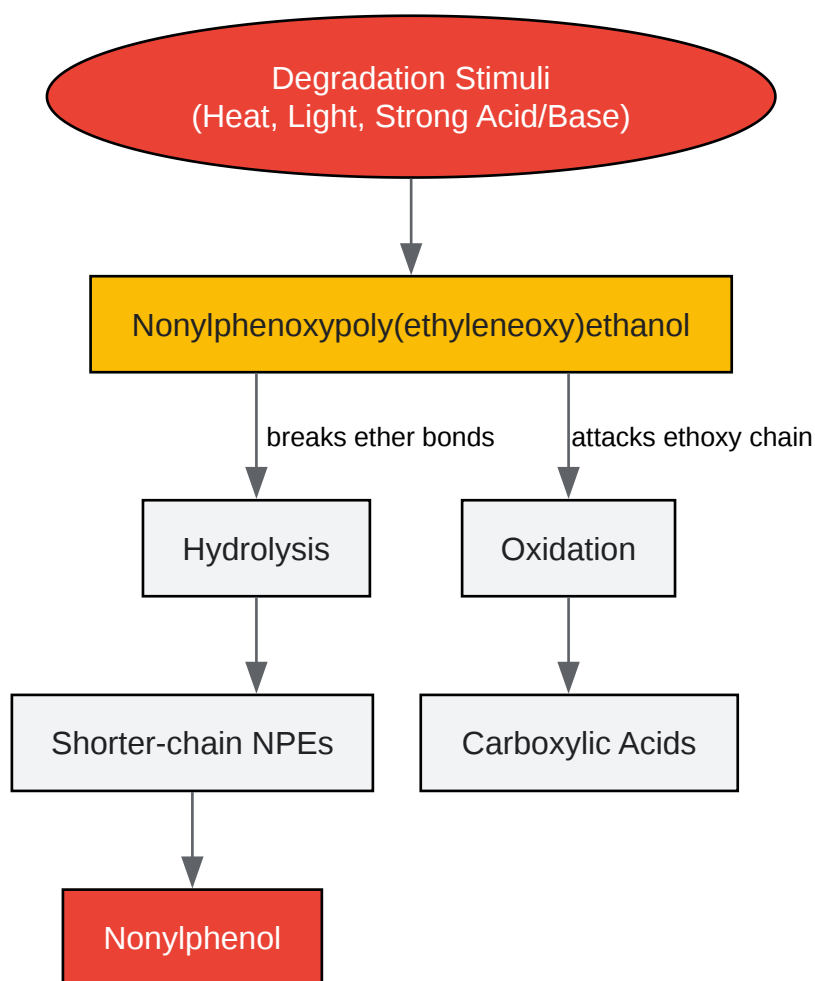 Degradation Stimuli
(Heat, Light, Strong Acid/Base)
Nonylphenoxypoly(ethyleneoxy)ethanol
breaks ether bonds
attacks ethoxy chain
Hydrolysis
Oxidation
Shorter-chain NPEs
Carboxylic Acids
Nonylphenol